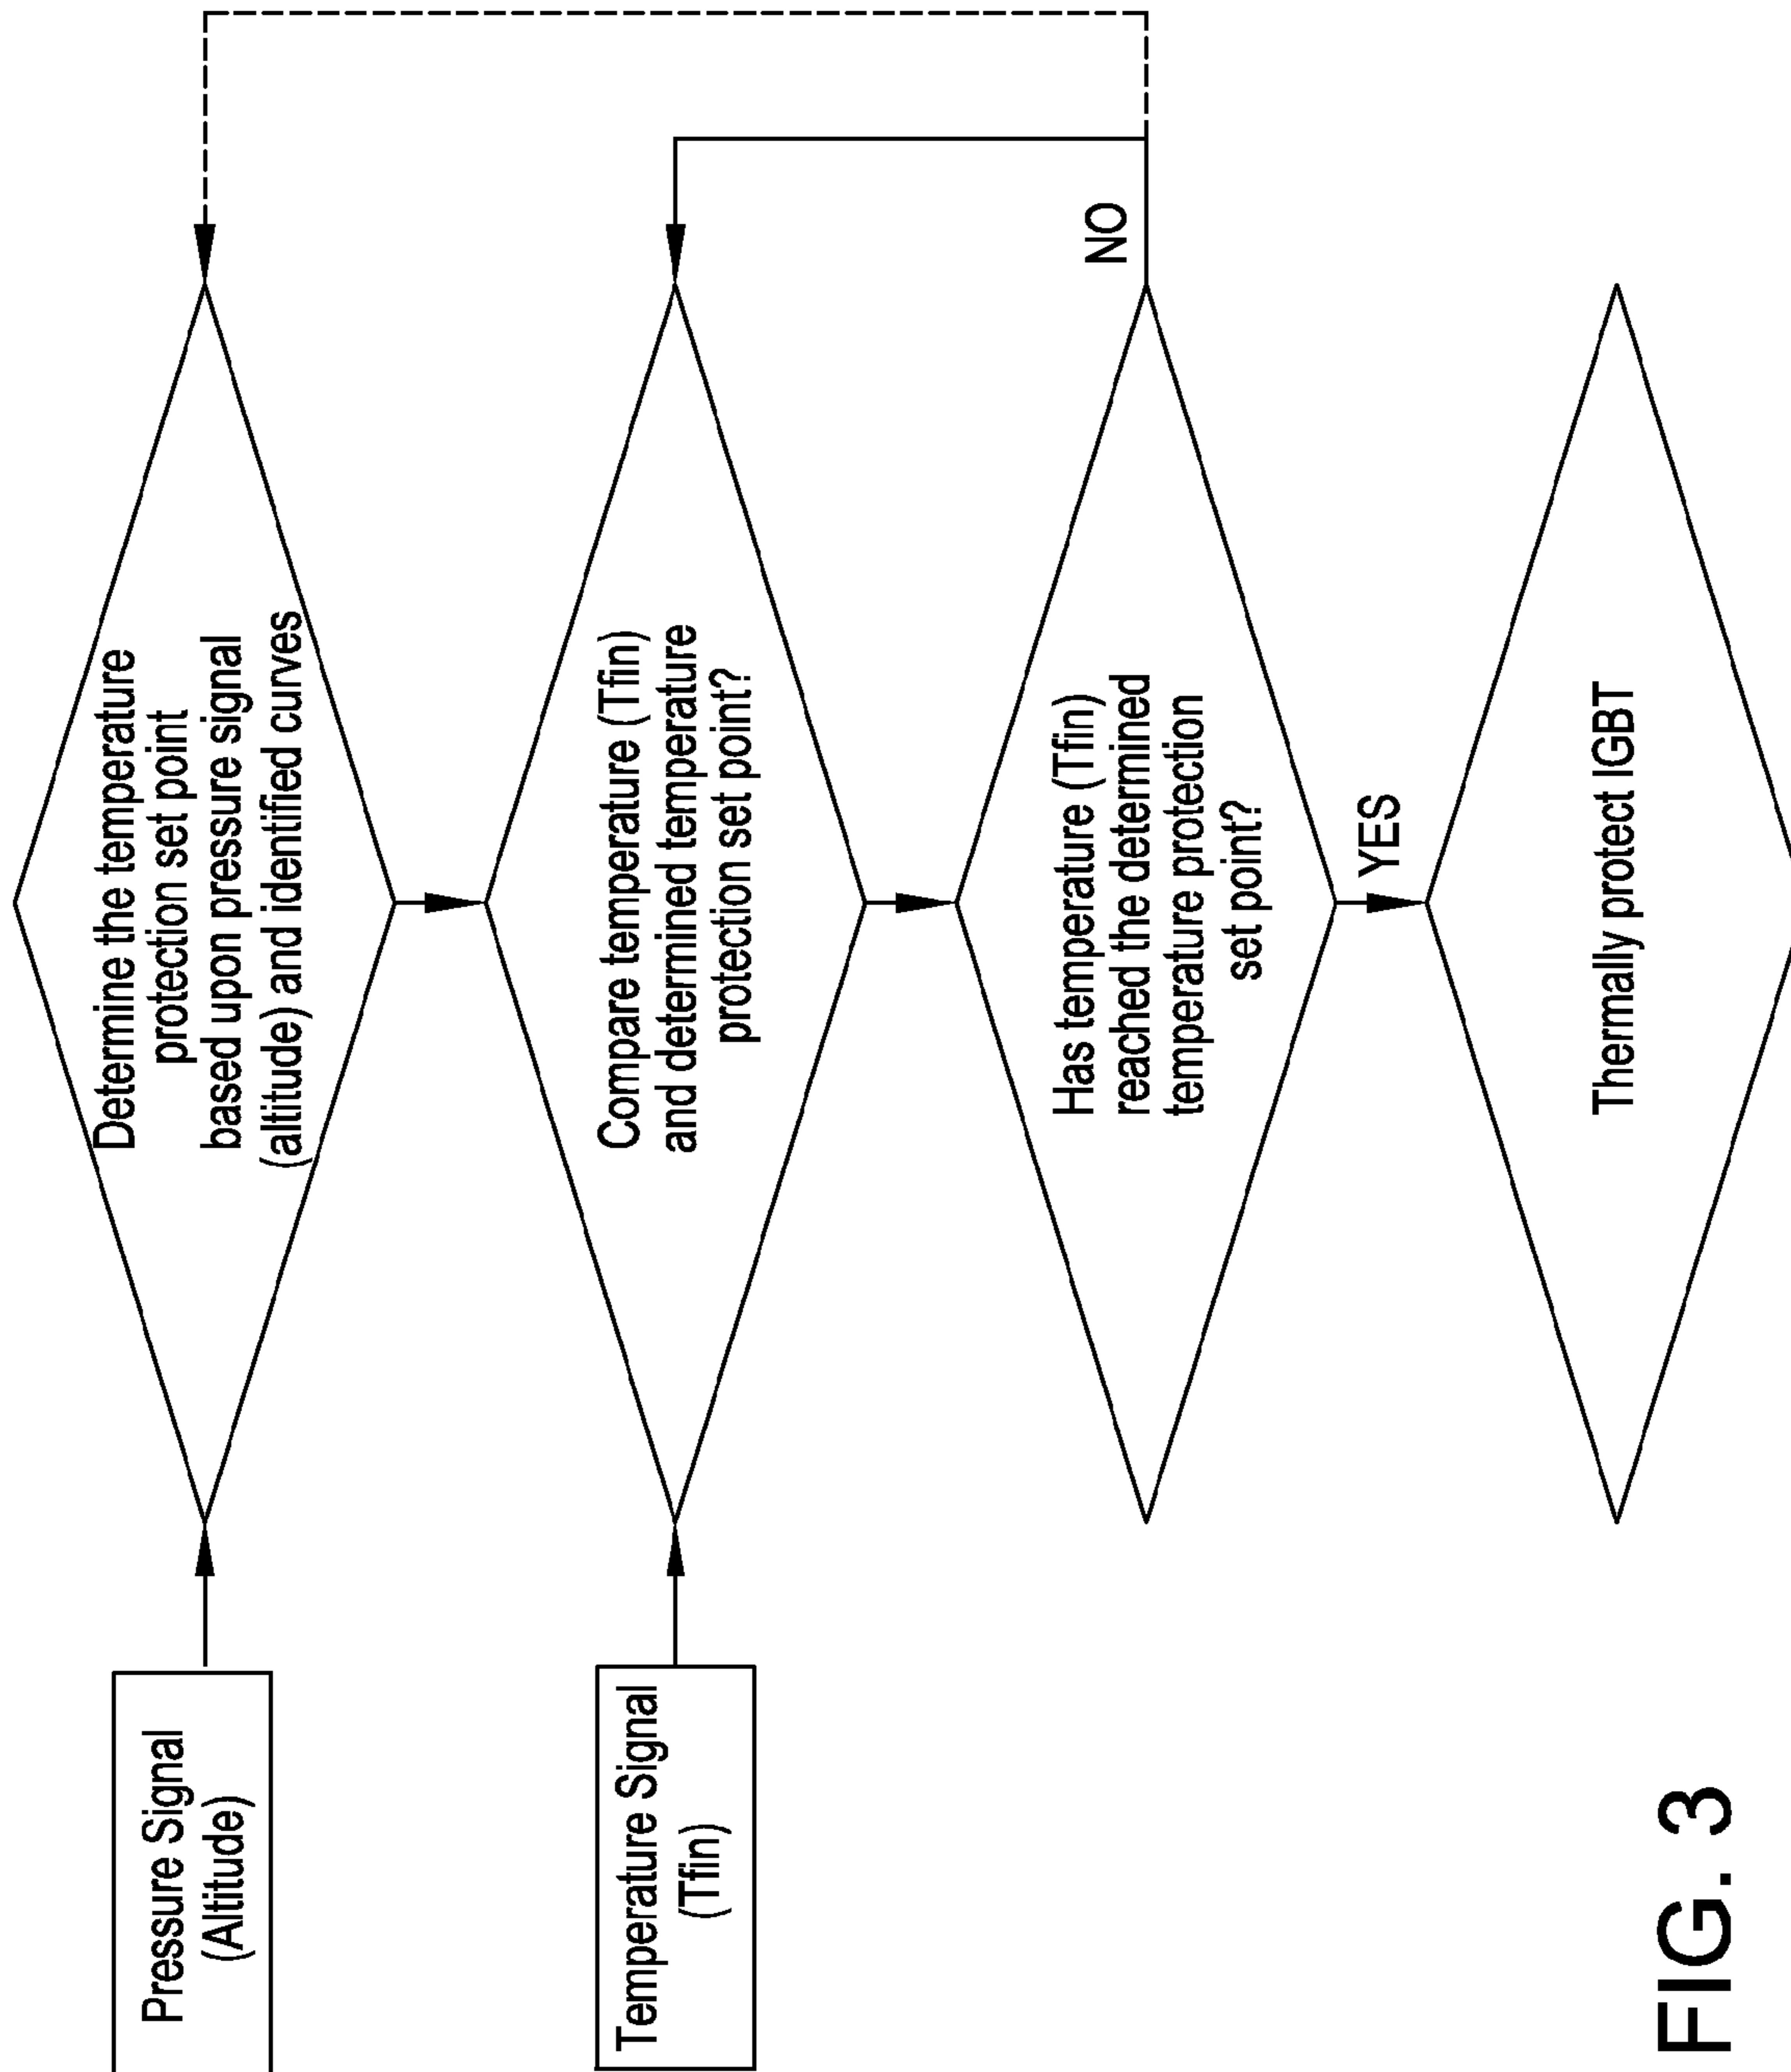 Pressure Signal
(Altitude)
Determine the temperature
protection set point
based upon pressure signal
(altitude) and identified curves
Temperature Signal
(Tfin)
Compare temperature (Tfin)
and determined temperature
protection set point?
Has temperature (Tfin)
reached the determined
temperature protection
set point?
NO
YES
Thermally protect IGBT
FIG. 3